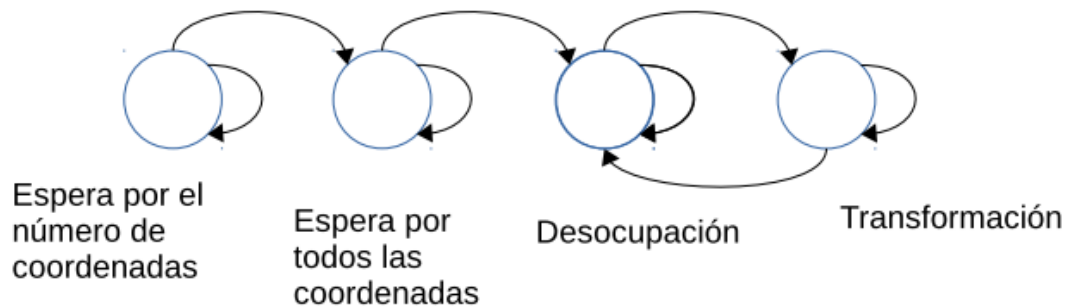 Espera por el
número de
coordenadas
Espera por
todos las
coordenadas
Desocupación
Transformación